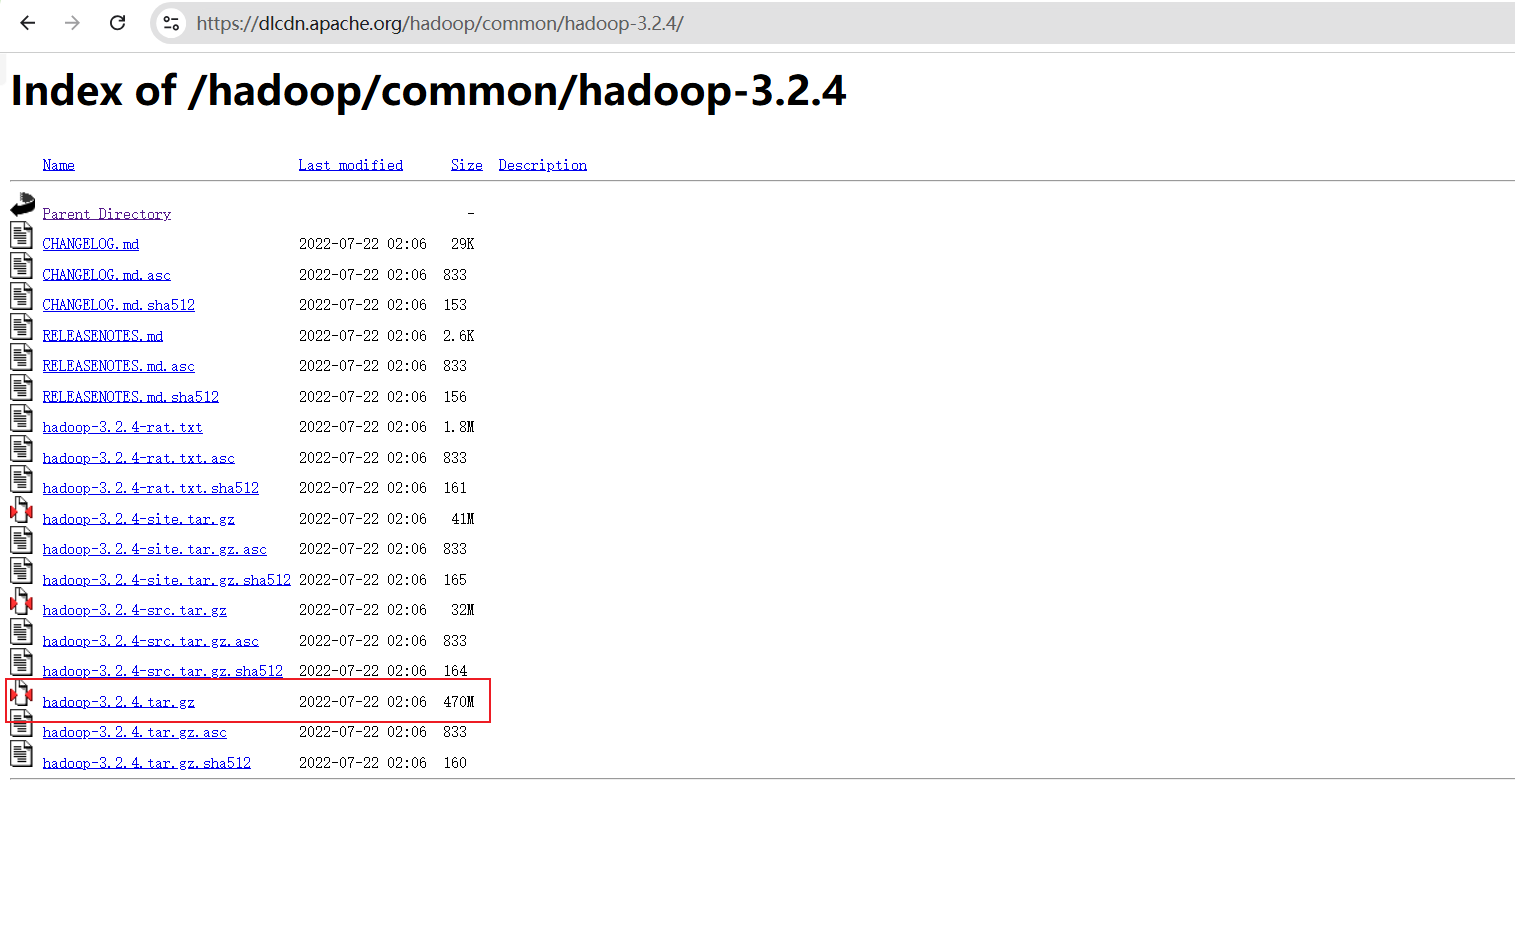 https://dlcdn.apache.org/hadoop/common/hadoop-3.2.4/
Index of /hadoop/common/hadoop-3.2.4
Name Last modified Size Description
Parent Directory -
CHANGELOG.md 2022-07-22 02:06 29K
CHANGELOG.md.asc 2022-07-22 02:06 833
CHANGELOG.md.sha512 2022-07-22 02:06 153
RELEASENOTES.md 2022-07-22 02:06 2.6K
RELEASENOTES.md.asc 2022-07-22 02:06 833
RELEASENOTES.md.sha512 2022-07-22 02:06 156
hadoop-3.2.4-rat.txt 2022-07-22 02:06 1.8M
hadoop-3.2.4-rat.txt.asc 2022-07-22 02:06 833
hadoop-3.2.4-rat.txt.sha512 2022-07-22 02:06 161
hadoop-3.2.4-site.tar.gz 2022-07-22 02:06 41M
hadoop-3.2.4-site.tar.gz.asc 2022-07-22 02:06 833
hadoop-3.2.4-site.tar.gz.sha512 2022-07-22 02:06 165
hadoop-3.2.4-src.tar.gz 2022-07-22 02:06 32M
hadoop-3.2.4-src.tar.gz.asc 2022-07-22 02:06 833
hadoop-3.2.4-src.tar.gz.sha512 2022-07-22 02:06 164
hadoop-3.2.4.tar.gz 2022-07-22 02:06 470M
hadoop-3.2.4.tar.gz.asc 2022-07-22 02:06 833
hadoop-3.2.4.tar.gz.sha512 2022-07-22 02:06 160